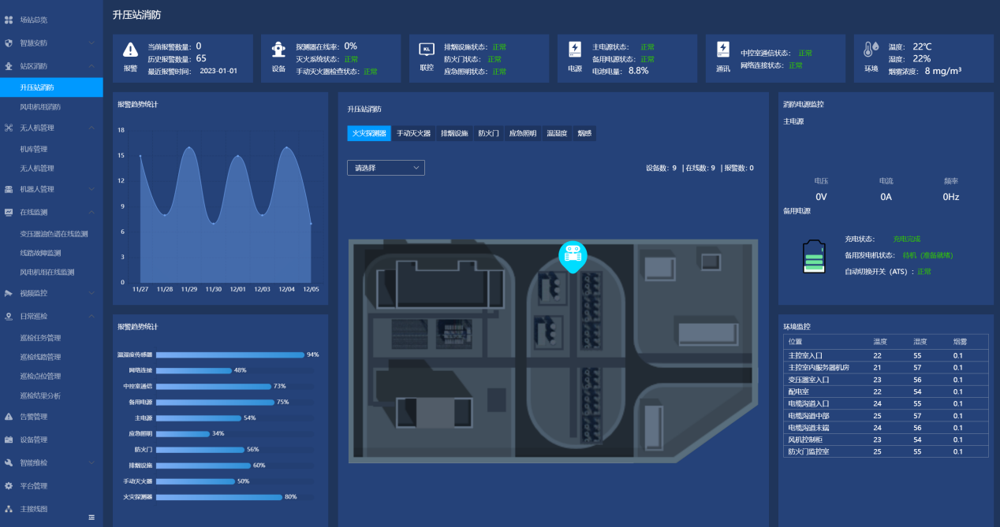 场站总览
智慧安防
站区消防
升压站消防
风电机组消防
无人机管理
机库管理
无人机管理
机器人管理
在线监测
变压器油色谱在线监测
线路故障监测
风电机组在线监测
视频监控
日常巡检
巡检任务管理
巡检线路管理
巡检点位管理
巡检结果分析
告警管理
设备管理
智能维检
平台管理
主接线图
升压站消防
报警
当前报警数量: 0
历史报警数量: 65
最近报警时间: 2023-01-01
设备
探测器在线率: 0%
灭火系统状态: 正常
手动灭火器检查状态: 正常
KL
联控
排烟设施状态: 正常
防火门状态: 正常
应急照明状态: 正常
电源
主电源状态: 正常
备用电源状态: 正常
电池电量: 8.8%
通讯
中控室通信状态: 正常
网络连接状态: 正常
环境
温度: 22℃
湿度: 22%
烟雾浓度: 8 mg/m³
报警趋势统计
18
15
12
9
6
3
0
11/27 11/28 11/29 11/30 12/01 12/03 12/04 12/05
报警趋势统计
温湿度传感器 94%
网络连接 48%
中控室通信 73%
备用电源 75%
主电源 54%
应急照明 34%
防火门 56%
排烟设施 60%
手动灭火器 50%
火灾探测器 80%
升压站消防
火灾探测器 手动灭火器 排烟设施 防火门 应急照明 温湿度 烟感
请选择
设备数: 9 | 在线数: 9 | 报警数: 0
消防电源监控
主电源
电压 电流 频率
0V 0A 0Hz
备用电源
充电状态: 充电完成
备用发电机状态: 待机 (准备就绪)
自动切换开关 (ATS) : 正常
环境监控
位置 温度 湿度 烟雾
主控室入口 22 55 0.1
主控室内服务器机房 21 57 0.1
变压器室入口 23 56 0.1
配电室 22 54 0.1
电缆沟道入口 24 55 0.1
电缆沟道中部 25 57 0.1
电缆沟道末端 24 56 0.1
风机控制柜 23 54 0.1
防火门监控室 25 55 0.1